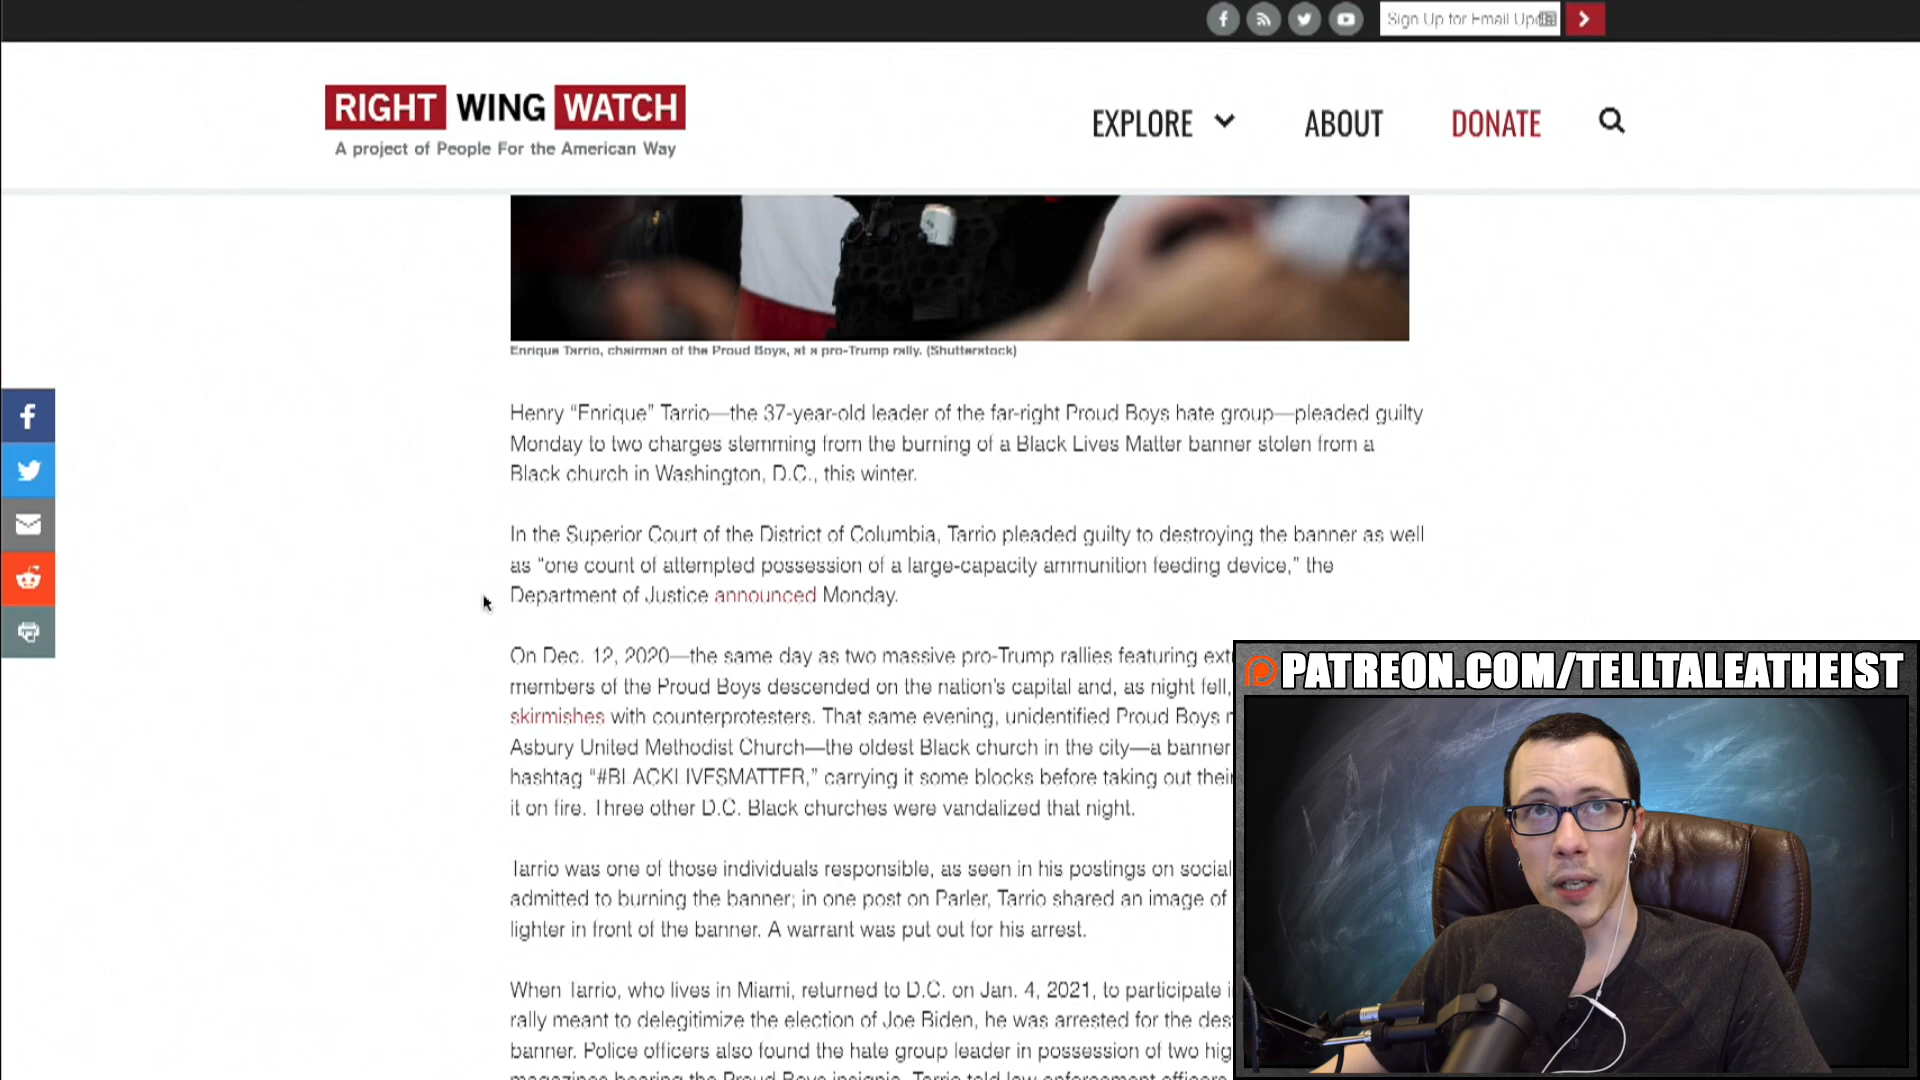 Sign Up for Email Upd
RIGHT WING WATCH
A project of People For the American Way
EXPLORE
ABOUT
DONATE
Enrique Tarrio, chairman of the Proud Boys, at a pro-Trump rally. (Shutterstock)
Henry “Enrique” Tarrio—the 37-year-old leader of the far-right Proud Boys hate group—pleaded guilty
Monday to two charges stemming from the burning of a Black Lives Matter banner stolen from a
Black church in Washington, D.C., this winter.
In the Superior Court of the District of Columbia, Tarrio pleaded guilty to destroying the banner as well
as “one count of attempted possession of a large-capacity ammunition feeding device,” the
Department of Justice announced Monday.
On Dec. 12, 2020—the same day as two massive pro-Trump rallies featuring ext
members of the Proud Boys descended on the nation's capital and, as night fell,
skirmishes with counterprotesters. That same evening, unidentified Proud Boys
Asbury United Methodist Church—the oldest Black church in the city—a banner
hashtag “#BLACKLIVESMATTER,” carrying it some blocks before taking out their
it on fire. Three other D.C. Black churches were vandalized that night.
Tarrio was one of those individuals responsible, as seen in his postings on social
admitted to burning the banner; in one post on Parler, Tarrio shared an image of
lighter in front of the banner. A warrant was put out for his arrest.
When Tarrio, who lives in Miami, returned to D.C. on Jan. 4, 2021, to participate
rally meant to delegitimize the election of Joe Biden, he was arrested for the des
banner. Police officers also found the hate group leader in possession of two hig
magazines bearing the Proud Boys insignia. Tarrio told law enforcement officers
PATREON.COM/TELLTALEATHEIST